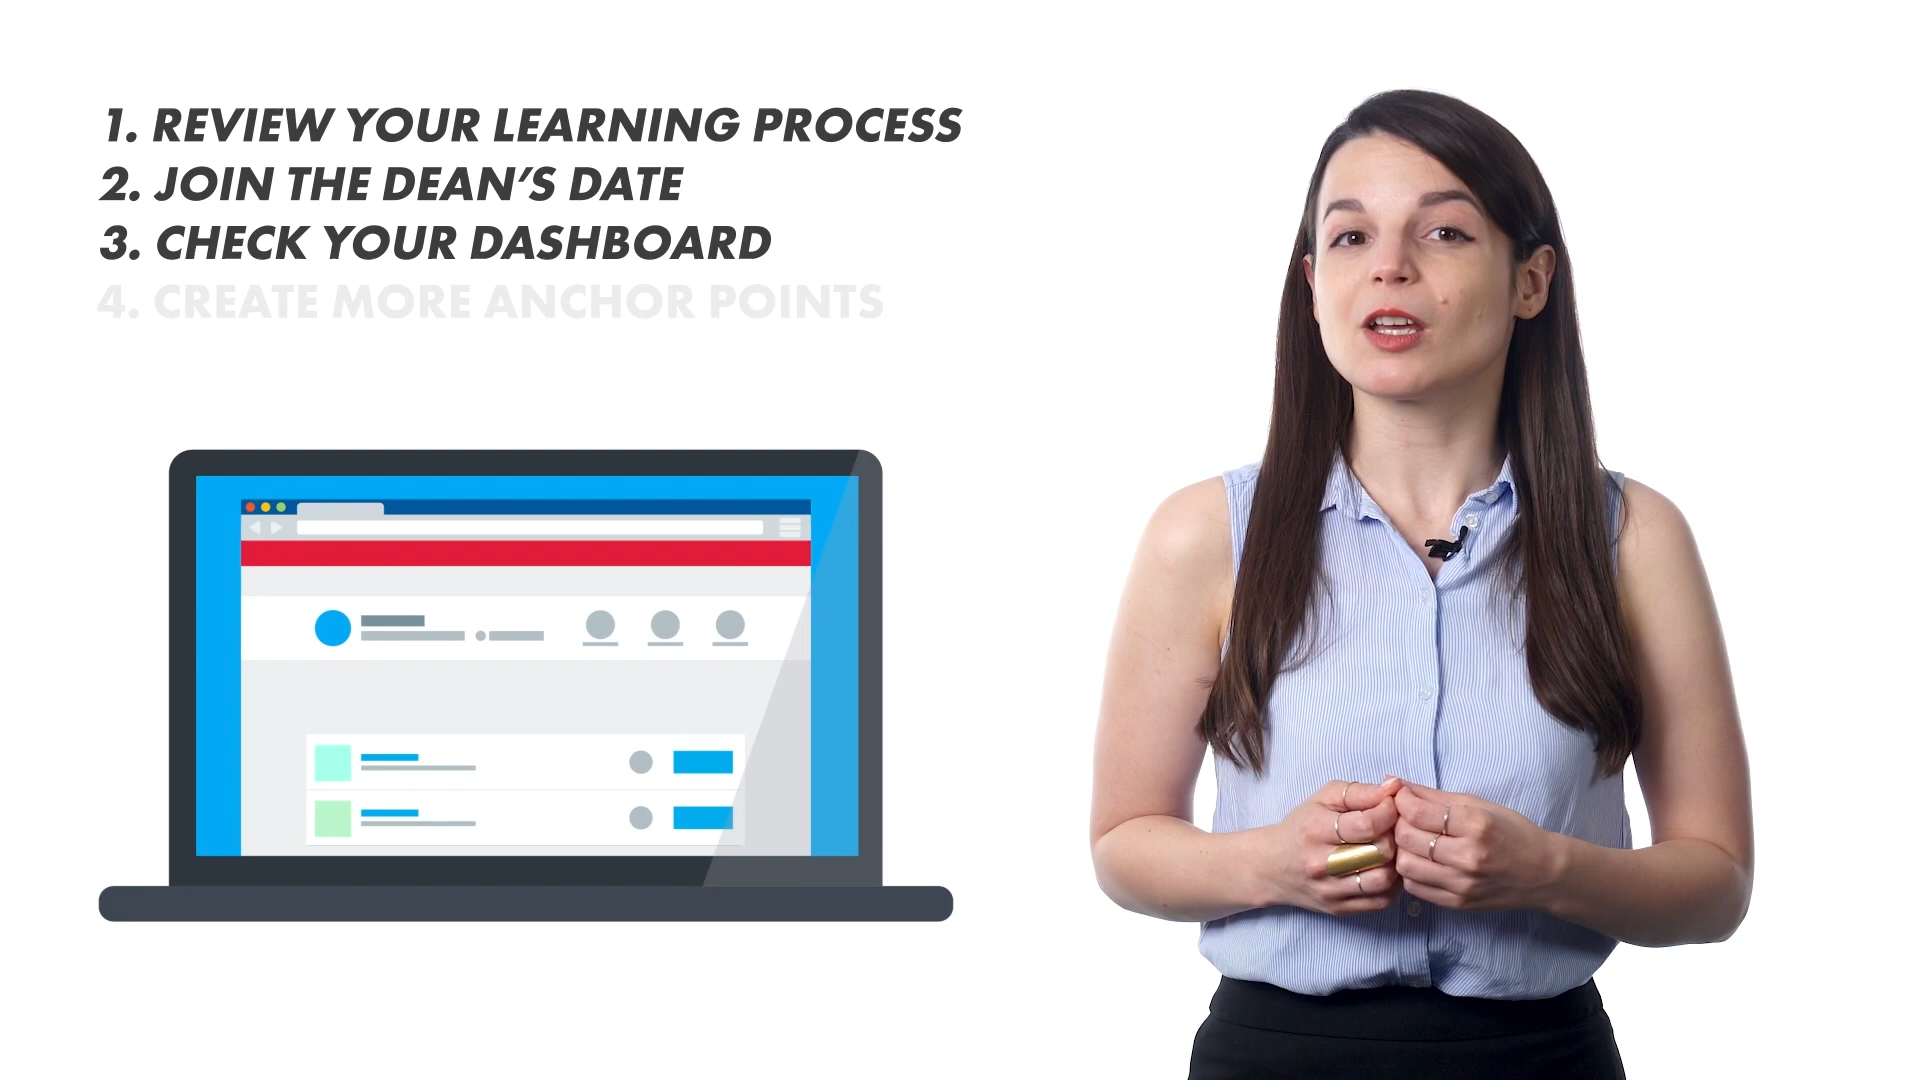 1. REVIEW YOUR LEARNING PROCESS
2. JOIN THE DEAN’S DATE
3. CHECK YOUR DASHBOARD
4. CREATE MORE ANCHOR POINTS